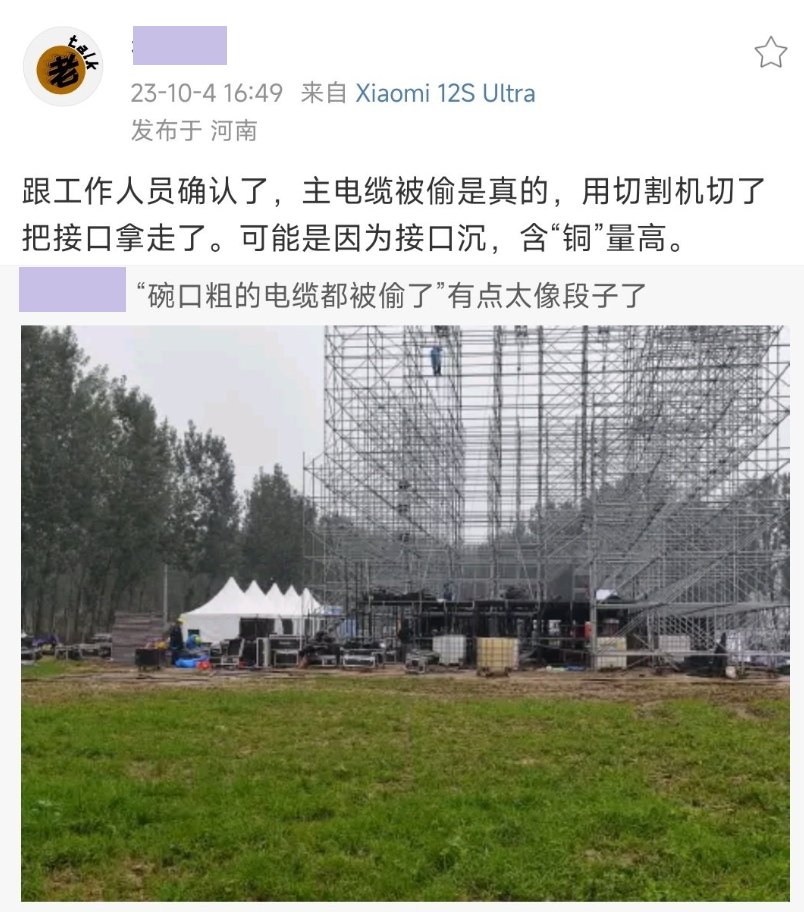 talk
老
23-10-4 16:49 来自 Xiaomi 12S Ultra
发布于 河南
跟工作人员确认了，主电缆被偷是真的，用切割机切了
把接口拿走了。可能是因为接口沉，含“铜”量高。
“碗口粗的电缆都被偷了”有点太像段子了